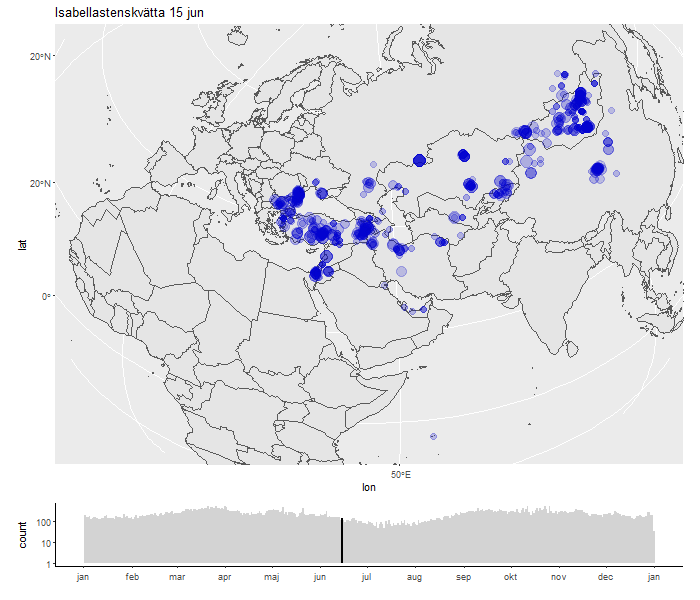 Isabellastenskvätta 15 jun
20°N
20°N
lat
0°
50°E
lon
count
100
10
1
jan feb mar apr maj jun jul aug sep okt nov dec jan